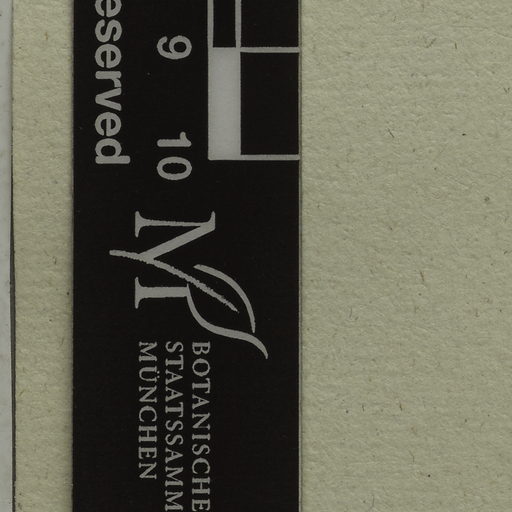 eserved
9 10
M
BOTANISCHE
STAATSSAMM
MÜNCHEN